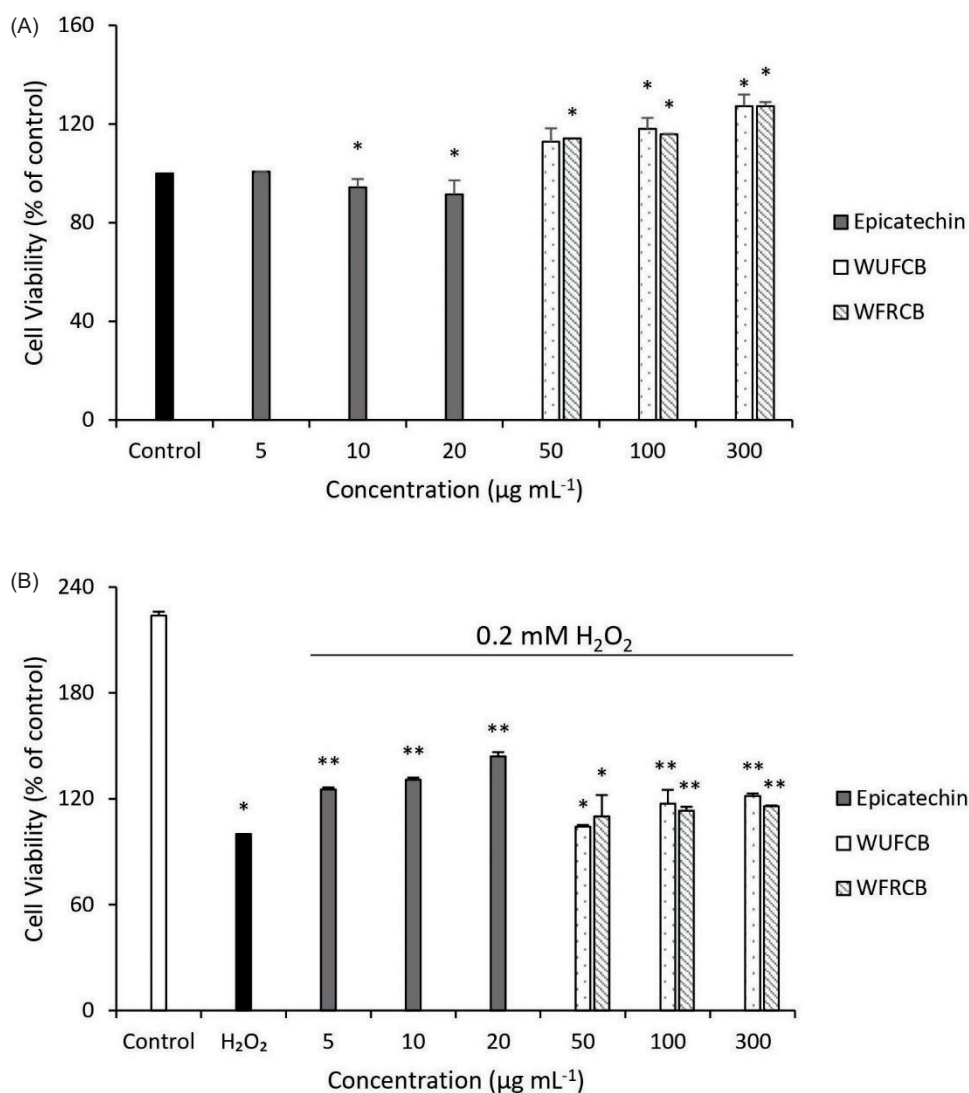 (A)
160
120
80
40
0
Cell Viability (% of control)
* * * * * * *
Control 5 10 20 50 100 300
Concentration (µg mL⁻¹)
Epicatechin
WUFCB
WFRCB
(B)
240
180
120
60
0
Cell Viability (% of control)
0.2 mM H₂O₂
* ** ** ** * * ** ** ** **
Control H₂O₂ 5 10 20 50 100 300
Concentration (µg mL⁻¹)
Epicatechin
WUFCB
WFRCB